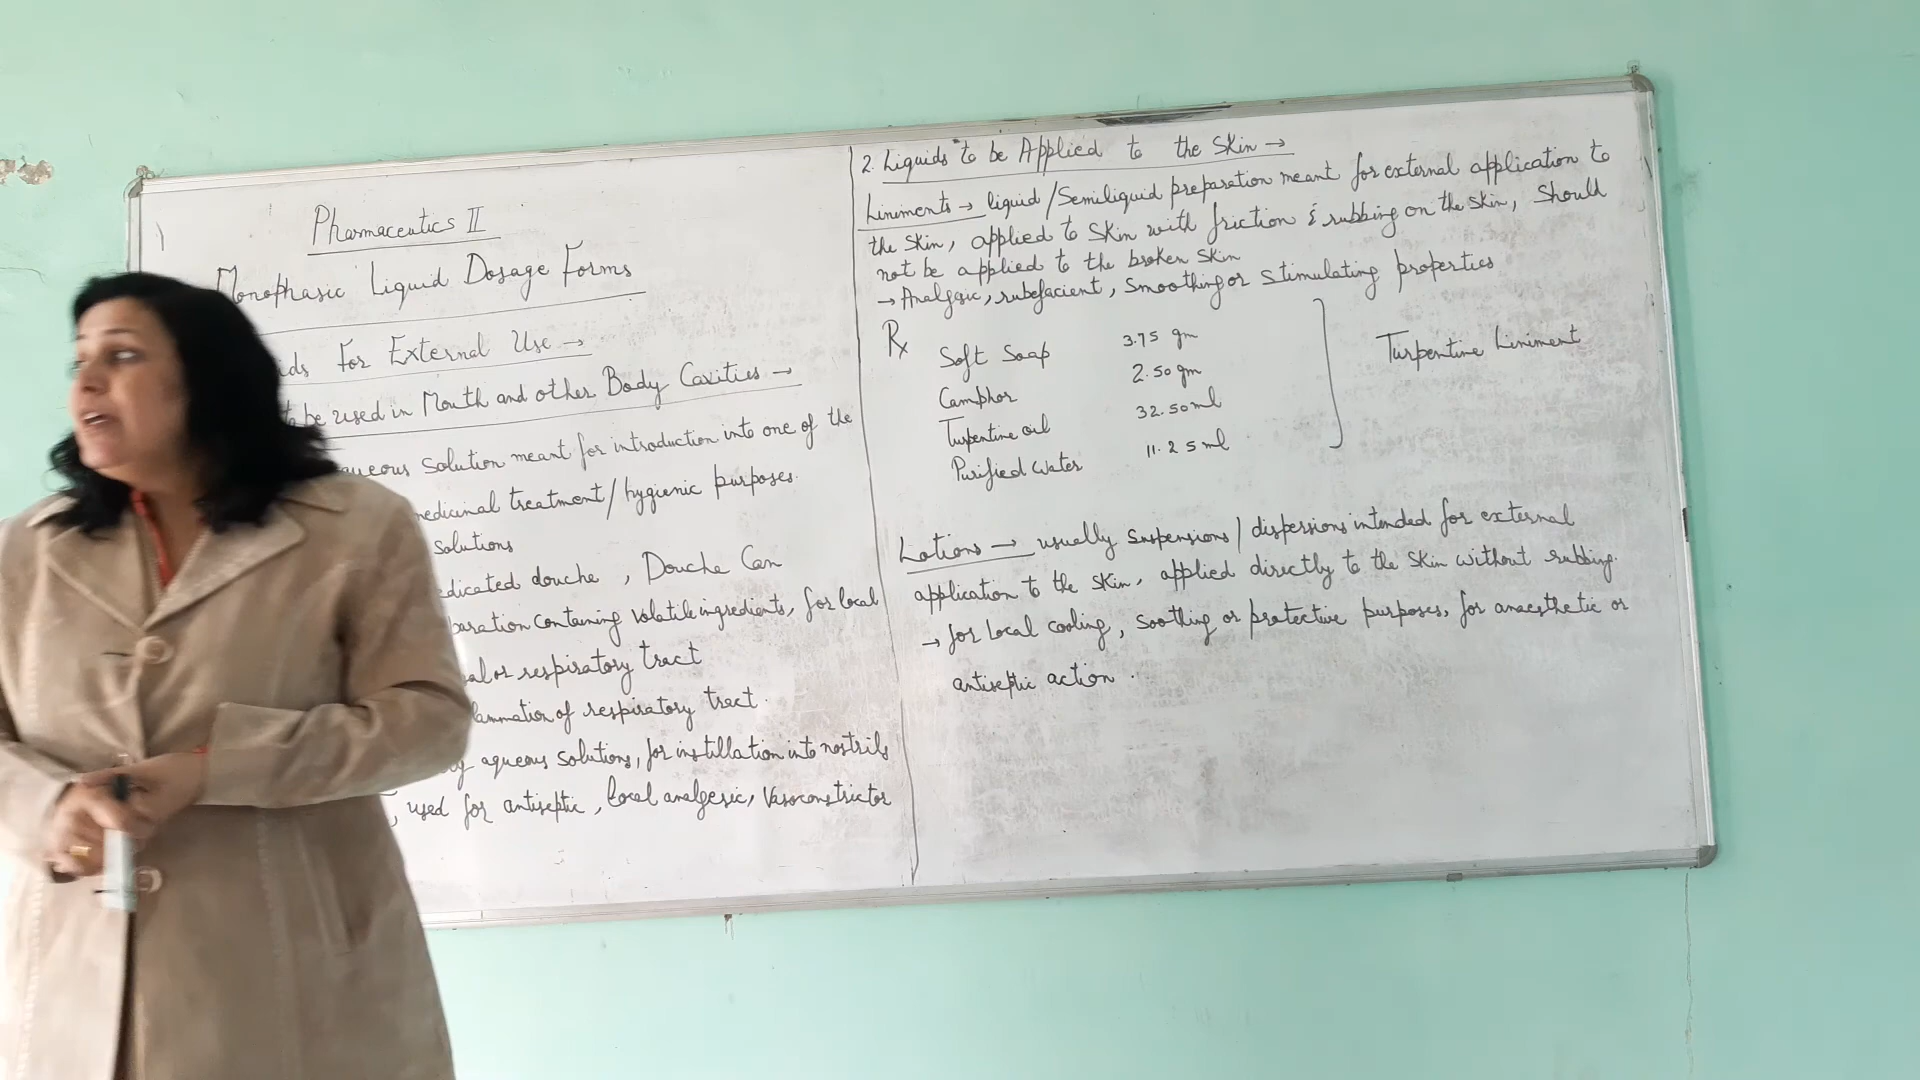 Pharmaceutics II
Monophasic Liquid Dosage Forms
For External Use →
to be used in Mouth and other Body Cavities →
aqueous solution meant for introduction into one of the
medicinal treatment/hygienic purposes.
solutions
douche, Douche Can
containing volatile ingredients, for local
or respiratory tract
of respiratory tract.
aqueous solutions, for instillation into nostrils
, used for antiseptic, local analgesic, Vasoconstrictor
2. Liquids to be Applied to the Skin →
Liniments → liquid/Semiliquid preparation meant for external application to
the skin, applied to skin with friction & rubbing on the skin, Should
not be applied to the broken skin
→ Analgsic, rubefacient, Smoothing or stimulating properties
Rx
Soft Soap 3.75 gm
Camphor 2.50 gm
Turpentine oil 32.50 ml
Purified water 11.25 ml
Turpentine Liniment
Lotions → usually suspensions/dispersions intended for external
application to the skin, applied directly to the skin without rubbing.
→ for local cooling, soothing or protective purposes, for anaesthetic or
antiseptic action.